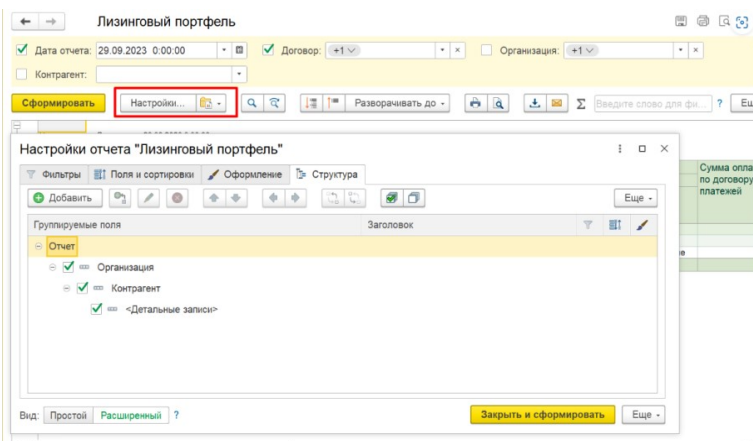 Лизинговый портфель
Дата отчета: 29.09.2023 0:00:00 Договор: +1 Организация: +1
Контрагент:
Сформировать Настройки... Разворачивать до Σ Введите слово для фи... ? Ещ
Настройки отчета "Лизинговый портфель"
Сумма опла
по договору
платежей
Фильтры Поля и сортировки Оформление Структура
Добавить Еще
Группируемые поля Заголовок
Отчет
Организация
Контрагент
<Детальные записи>
Вид: Простой Расширенный ? Закрыть и сформировать Еще